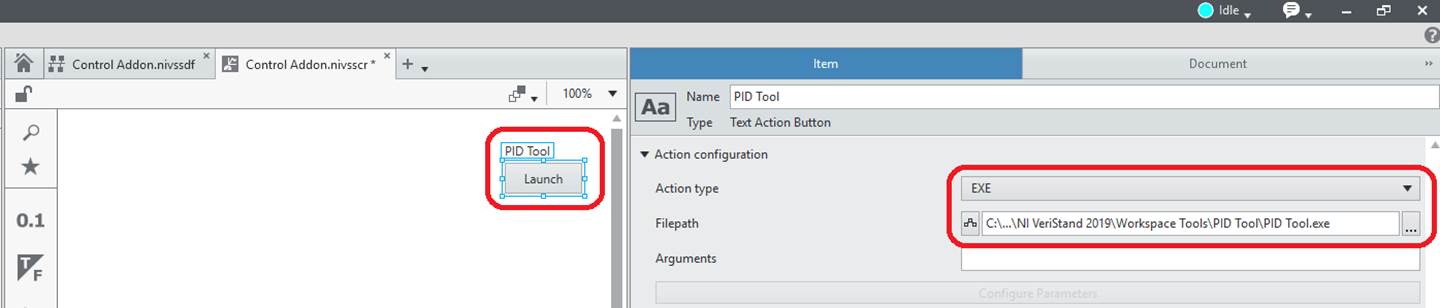 Idle
Control Addon.nivssdf
Control Addon.nivsscr *
Item
Document
100%
Aa
Name
PID Tool
Type
Text Action Button
PID Tool
Launch
Action configuration
Action type
EXE
Filepath
C:\...\NI VeriStand 2019\Workspace Tools\PID Tool\PID Tool.exe
...
0.1
T/F
Arguments
Configure Parameters